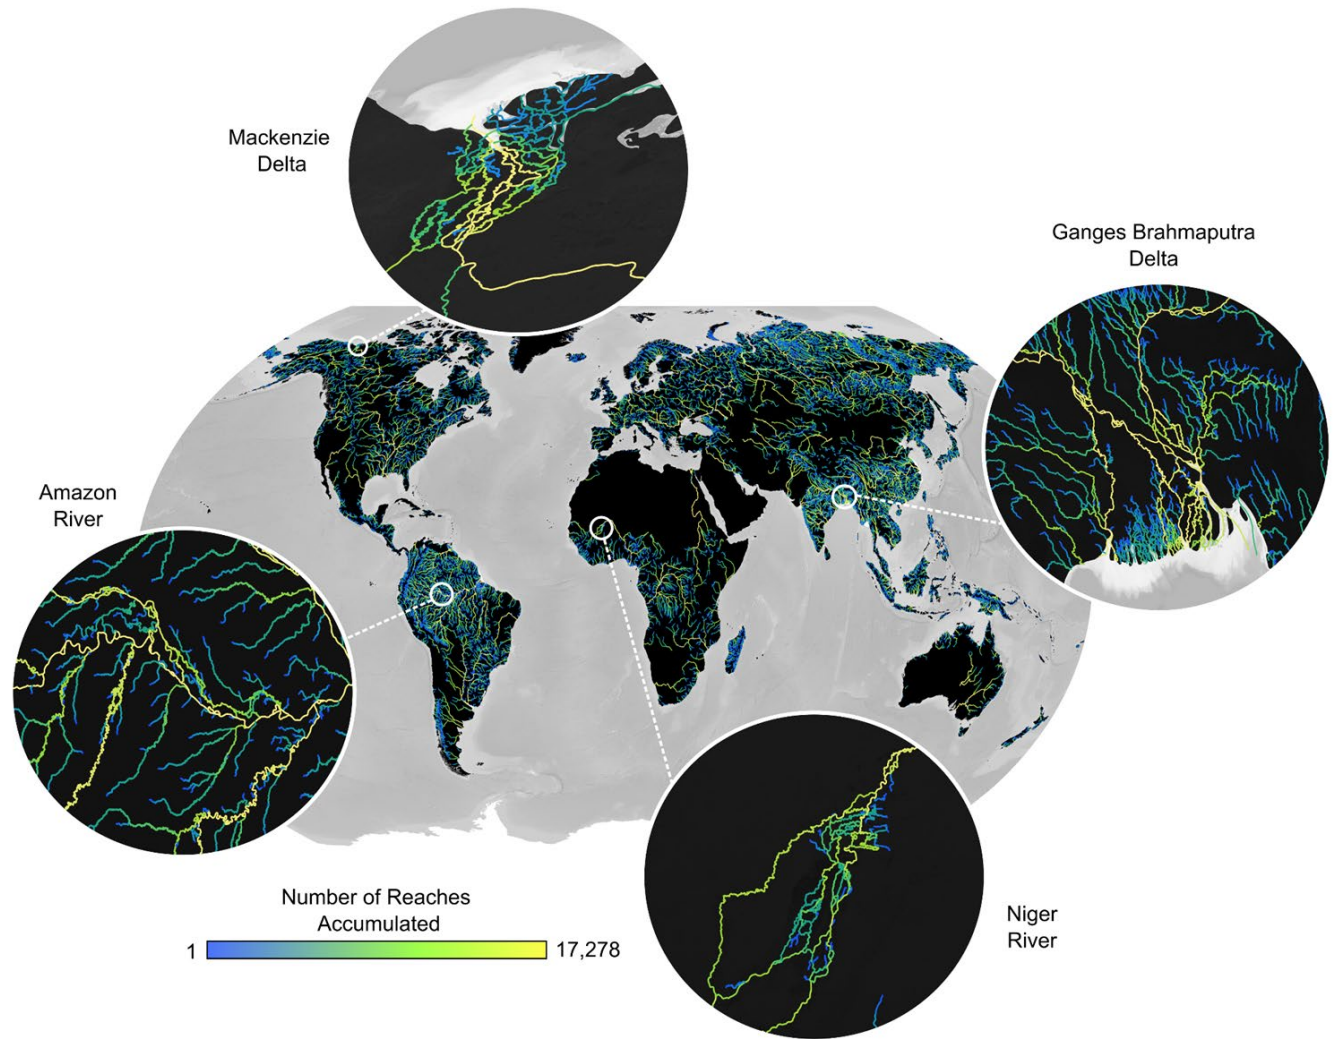 Mackenzie
Delta
Ganges Brahmaputra
Delta
Amazon
River
Number of Reaches
Accumulated
1
17,278
Niger
River